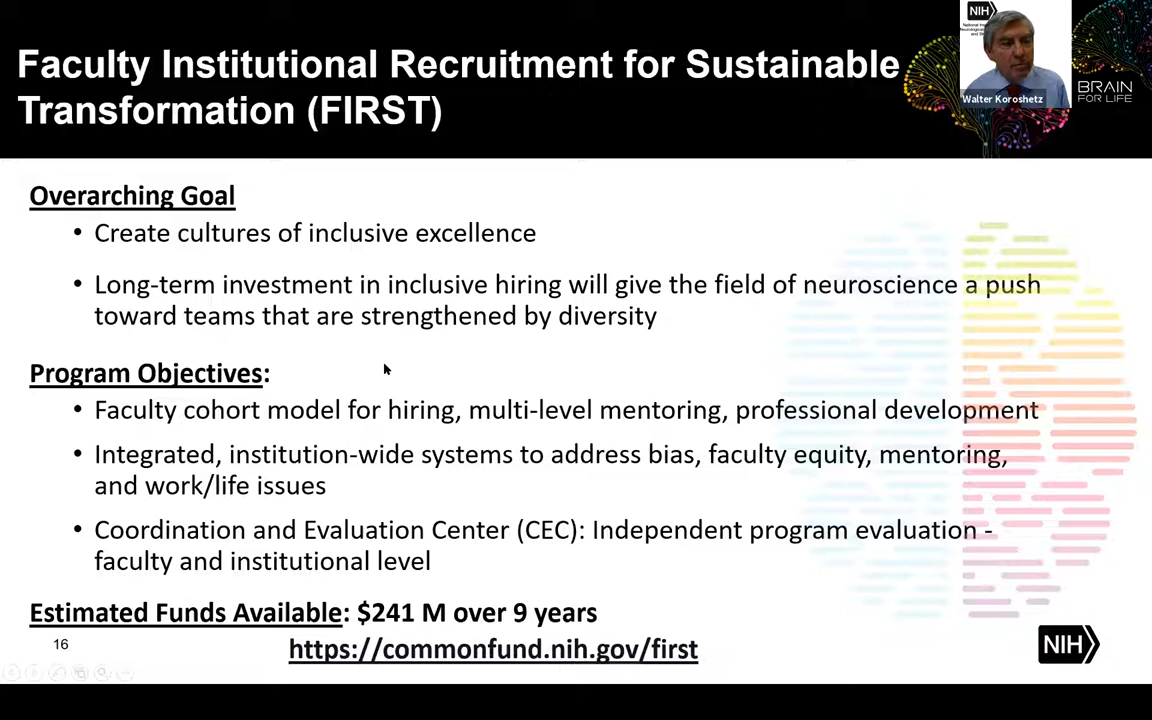 Faculty Institutional Recruitment for Sustainable
Transformation (FIRST)
NIH
Walter Koroshetz
BRAIN
FOR LIFE
Overarching Goal
• Create cultures of inclusive excellence
• Long-term investment in inclusive hiring will give the field of neuroscience a push
toward teams that are strengthened by diversity
Program Objectives:
• Faculty cohort model for hiring, multi-level mentoring, professional development
• Integrated, institution-wide systems to address bias, faculty equity, mentoring,
and work/life issues
• Coordination and Evaluation Center (CEC): Independent program evaluation -
faculty and institutional level
Estimated Funds Available: $241 M over 9 years
16
https://commonfund.nih.gov/first
NIH